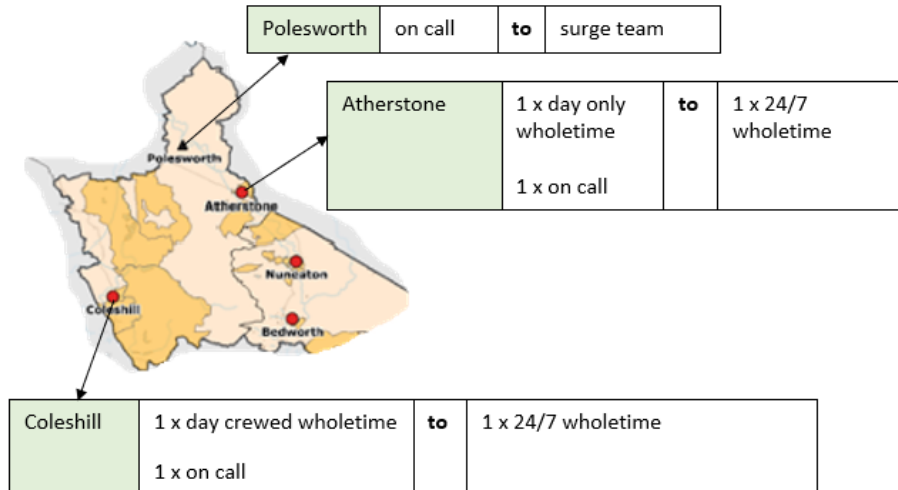 Polesworth on call to surge team
Atherstone 1 x day only wholetime to 1 x 24/7 wholetime
1 x on call
Polesworth
Atherstone
Nuneaton
Coleshill
Bedworth
Coleshill 1 x day crewed wholetime to 1 x 24/7 wholetime
1 x on call